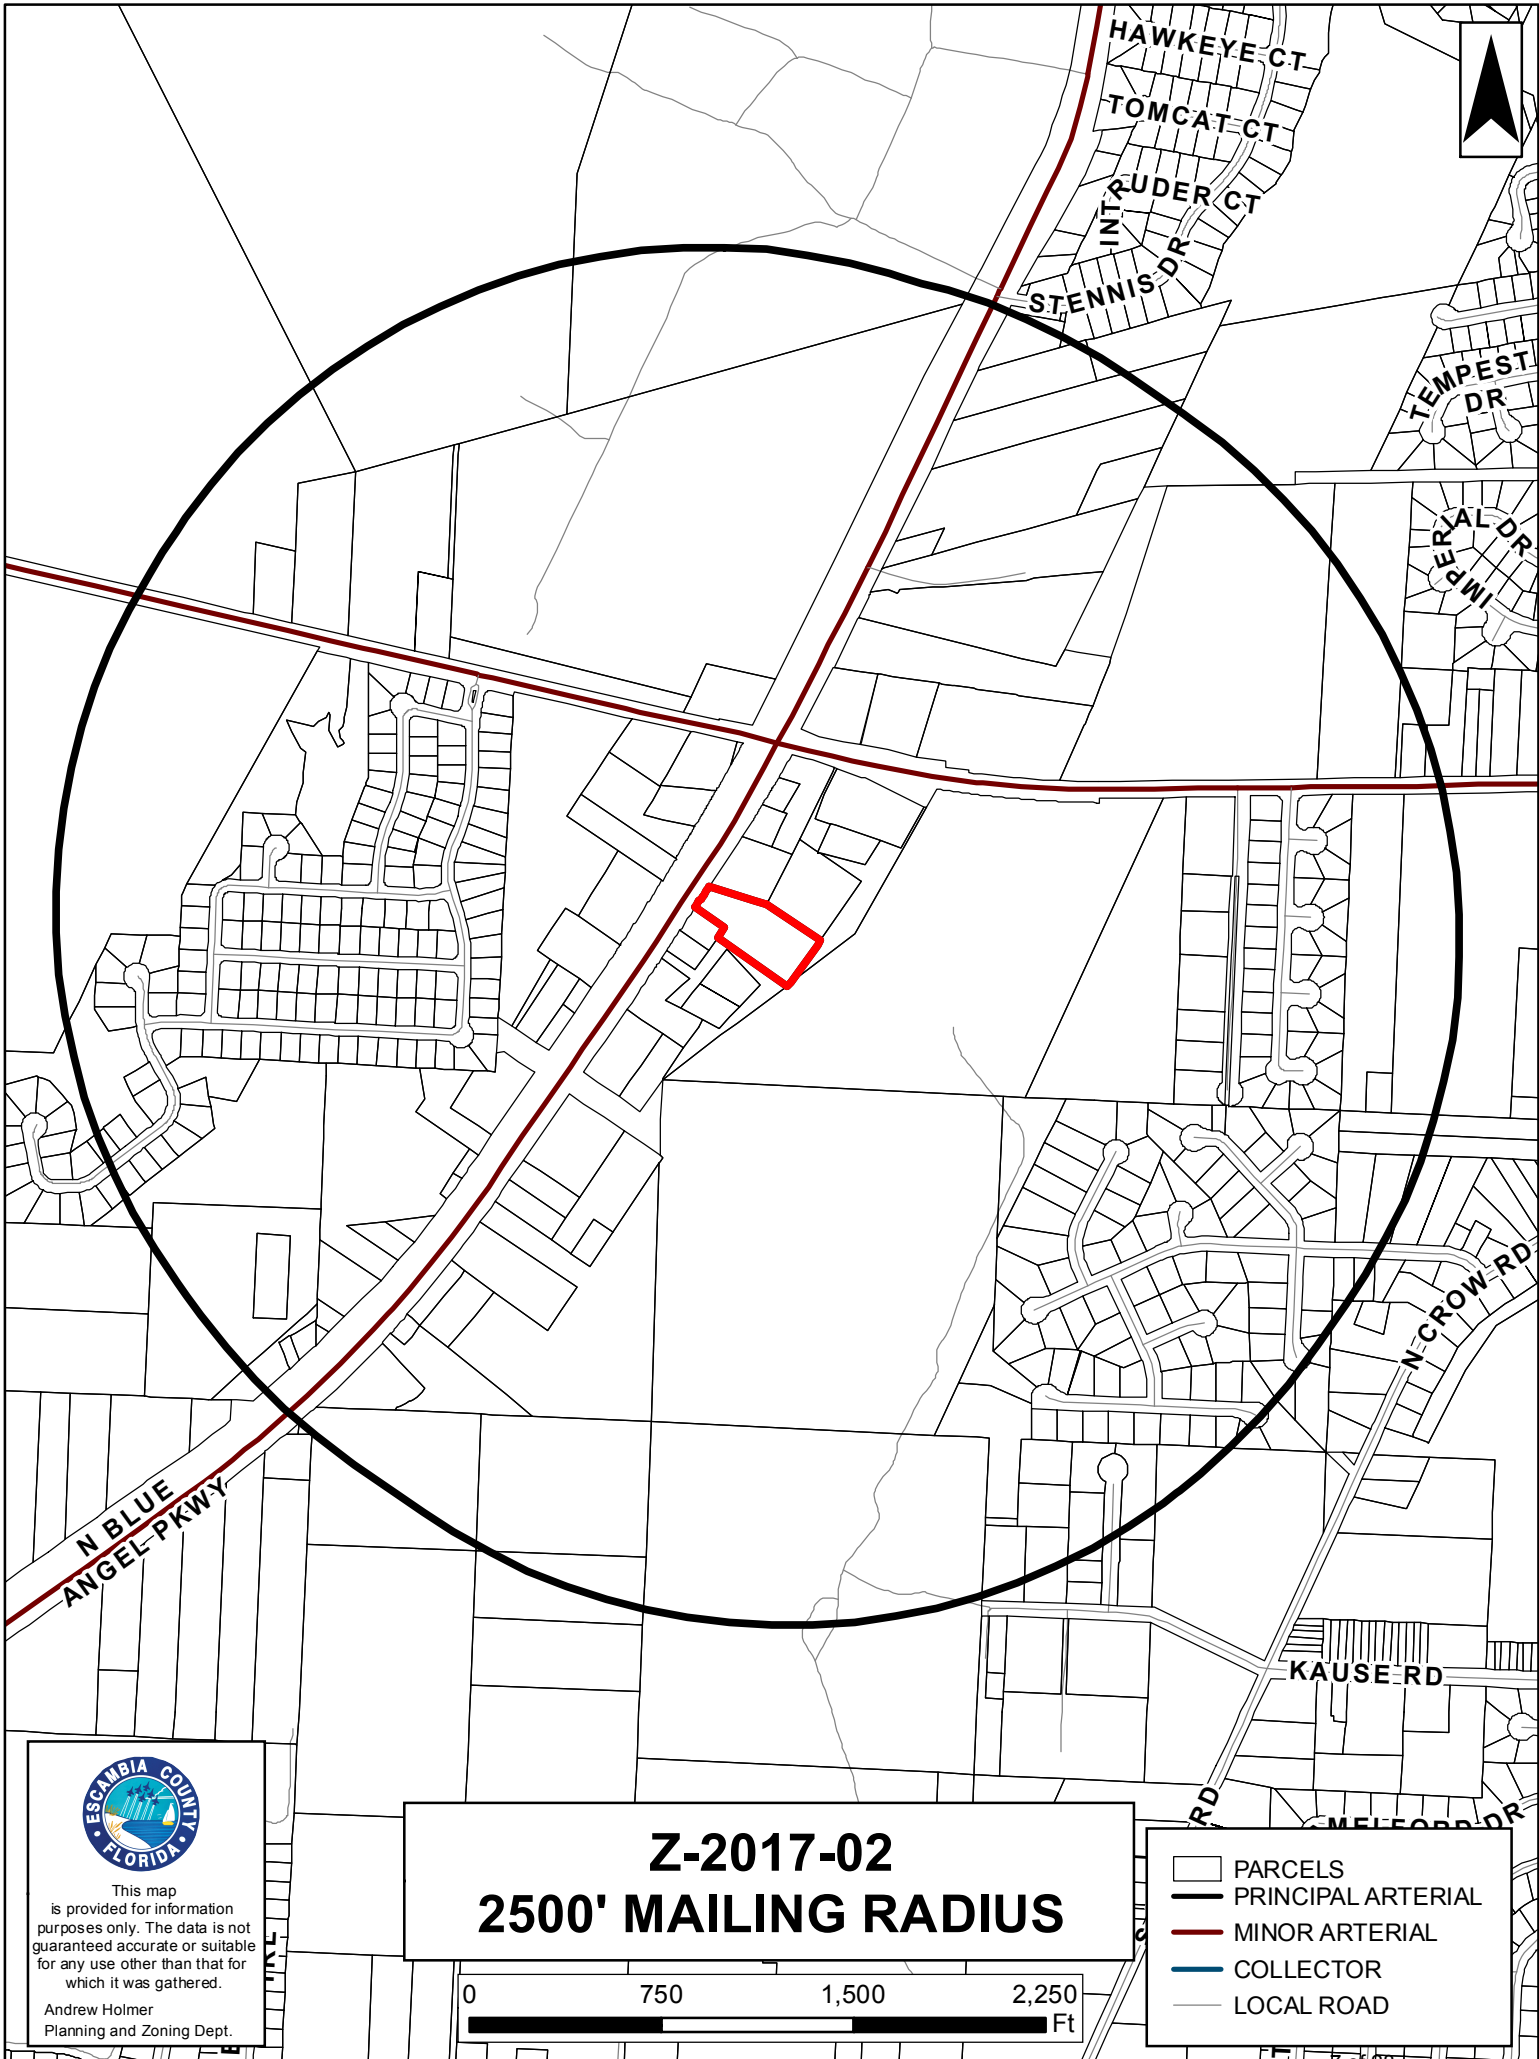 HAWKEYE CT
TOMCAT CT
INTRUDER CT
STENNIS DR
TEMPEST
DR
IMPERIAL DR
N CROW RD
N BLUE
ANGEL PKWY
KAUSE RD
RD
DR
ESCAMBIA COUNTY
FLORIDA
This map
is provided for information
purposes only. The data is not
guaranteed accurate or suitable
for any use other than that for
which it was gathered.
Andrew Holmer
Planning and Zoning Dept.
Z-2017-02
2500' MAILING RADIUS
0 750 1,500 2,250
Ft
PARCELS
PRINCIPAL ARTERIAL
MINOR ARTERIAL
COLLECTOR
LOCAL ROAD